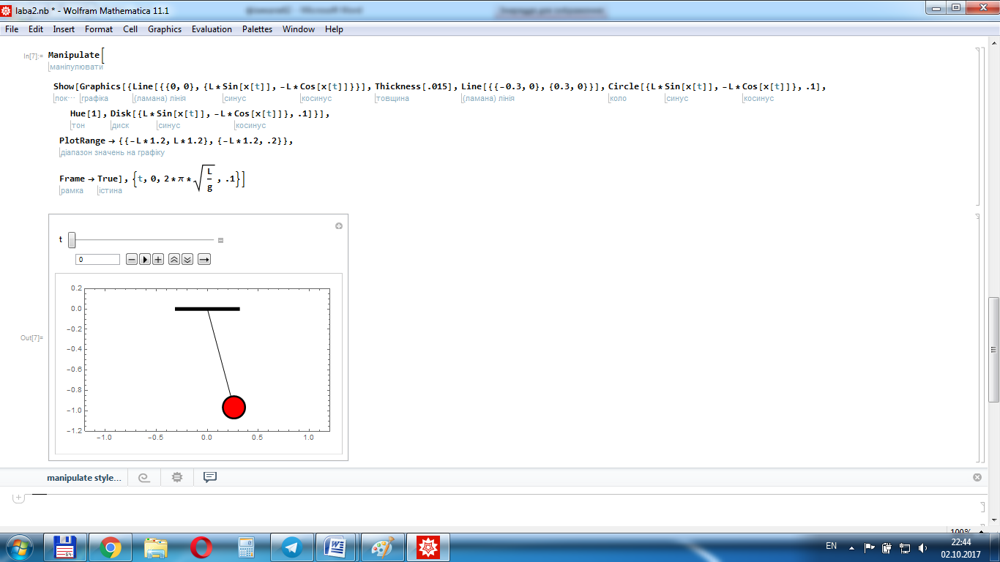 laba2.nb * - Wolfram Mathematica 11.1
File Edit Insert Format Cell Graphics Evaluation Palettes Window Help
In[7]:= Manipulate[
маніпулювати
Show[Graphics[{Line[{{0, 0}, {L*Sin[x[t]], -L*Cos[x[t]]}}], Thickness[.015], Line[{{-0.3, 0}, {0.3, 0}}], Circle[{L*Sin[x[t]], -L*Cos[x[t]]}, .1],
пок⋯ графіка (ламана) лінія синус косинус товщина (ламана) лінія коло синус косинус
Hue[1], Disk[{L*Sin[x[t]], -L*Cos[x[t]]}, .1]}],
тон диск синус косинус
PlotRange → {{-L*1.2, L*1.2}, {-L*1.2, .2}},
діапазон значень на графіку
Frame → True], {t, 0, 2*π*√(L/g), .1}]
рамка істина
t
0
0.2
0.0
-0.2
-0.4
Out[7]=
-0.6
-0.8
-1.0
-1.2
-1.0 -0.5 0.0 0.5 1.0
manipulate style...
100%
64
W
EN
22:44
02.10.2017